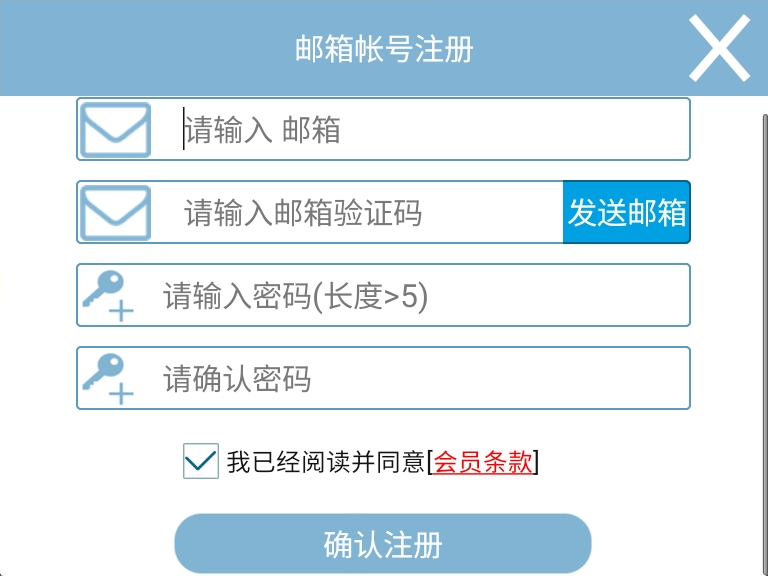 邮箱帐号注册
请输入 邮箱
请输入邮箱验证码 发送邮箱
请输入密码(长度>5)
请确认密码
我已经阅读并同意[会员条款]
确认注册